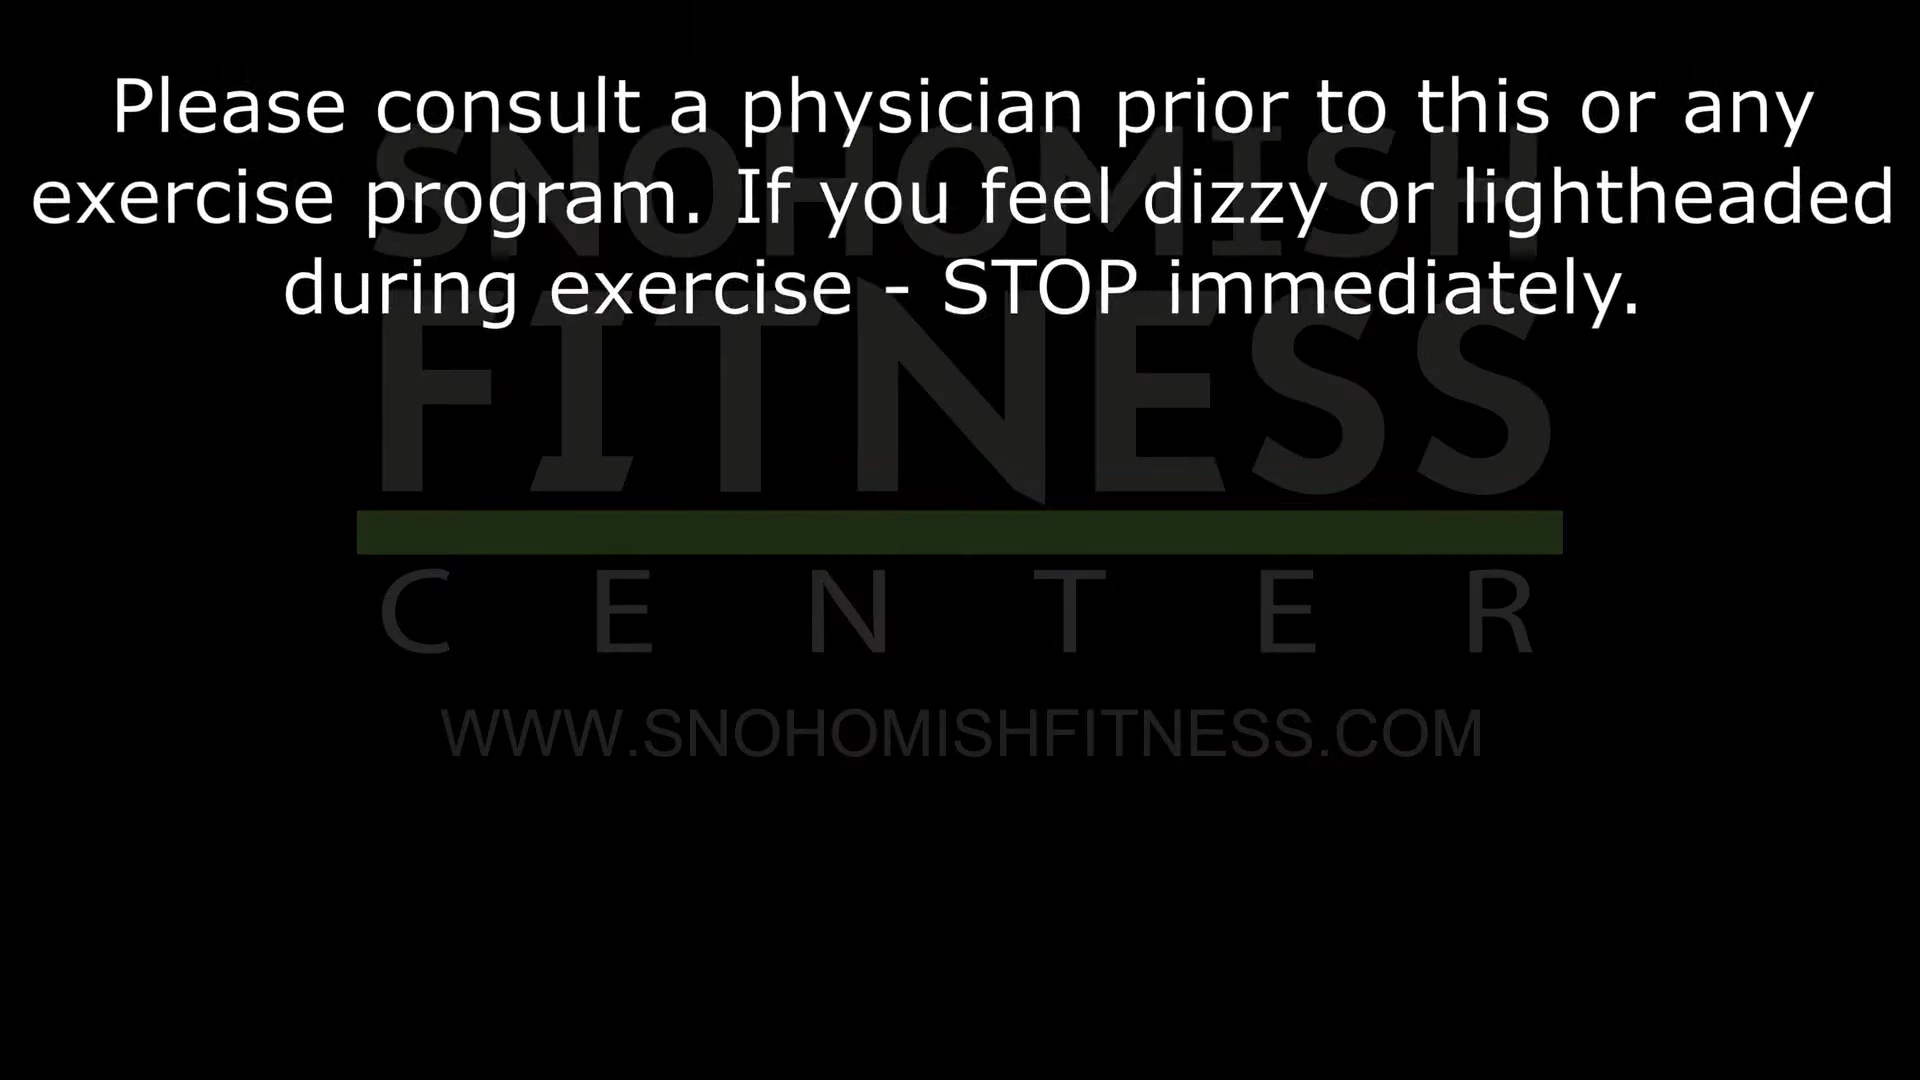 Please consult a physician prior to this or any
exercise program. If you feel dizzy or lightheaded
during exercise - STOP immediately.
SNOHOMISH
FITNESS
CENTER
WWW.SNOHOMISHFITNESS.COM